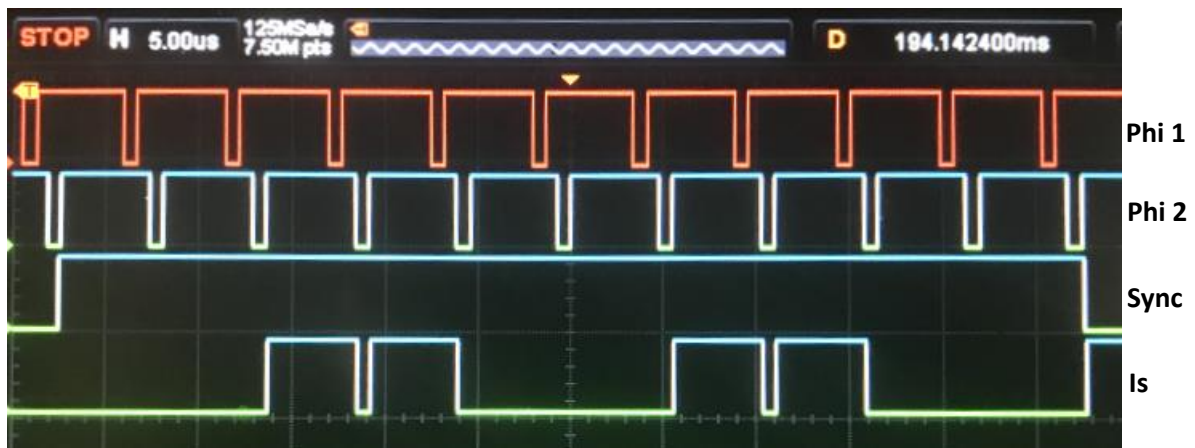 STOP H 5.00us 125MSa/s
7.50M pts D 194.142400ms
T
Phi 1
Phi 2
Sync
Is